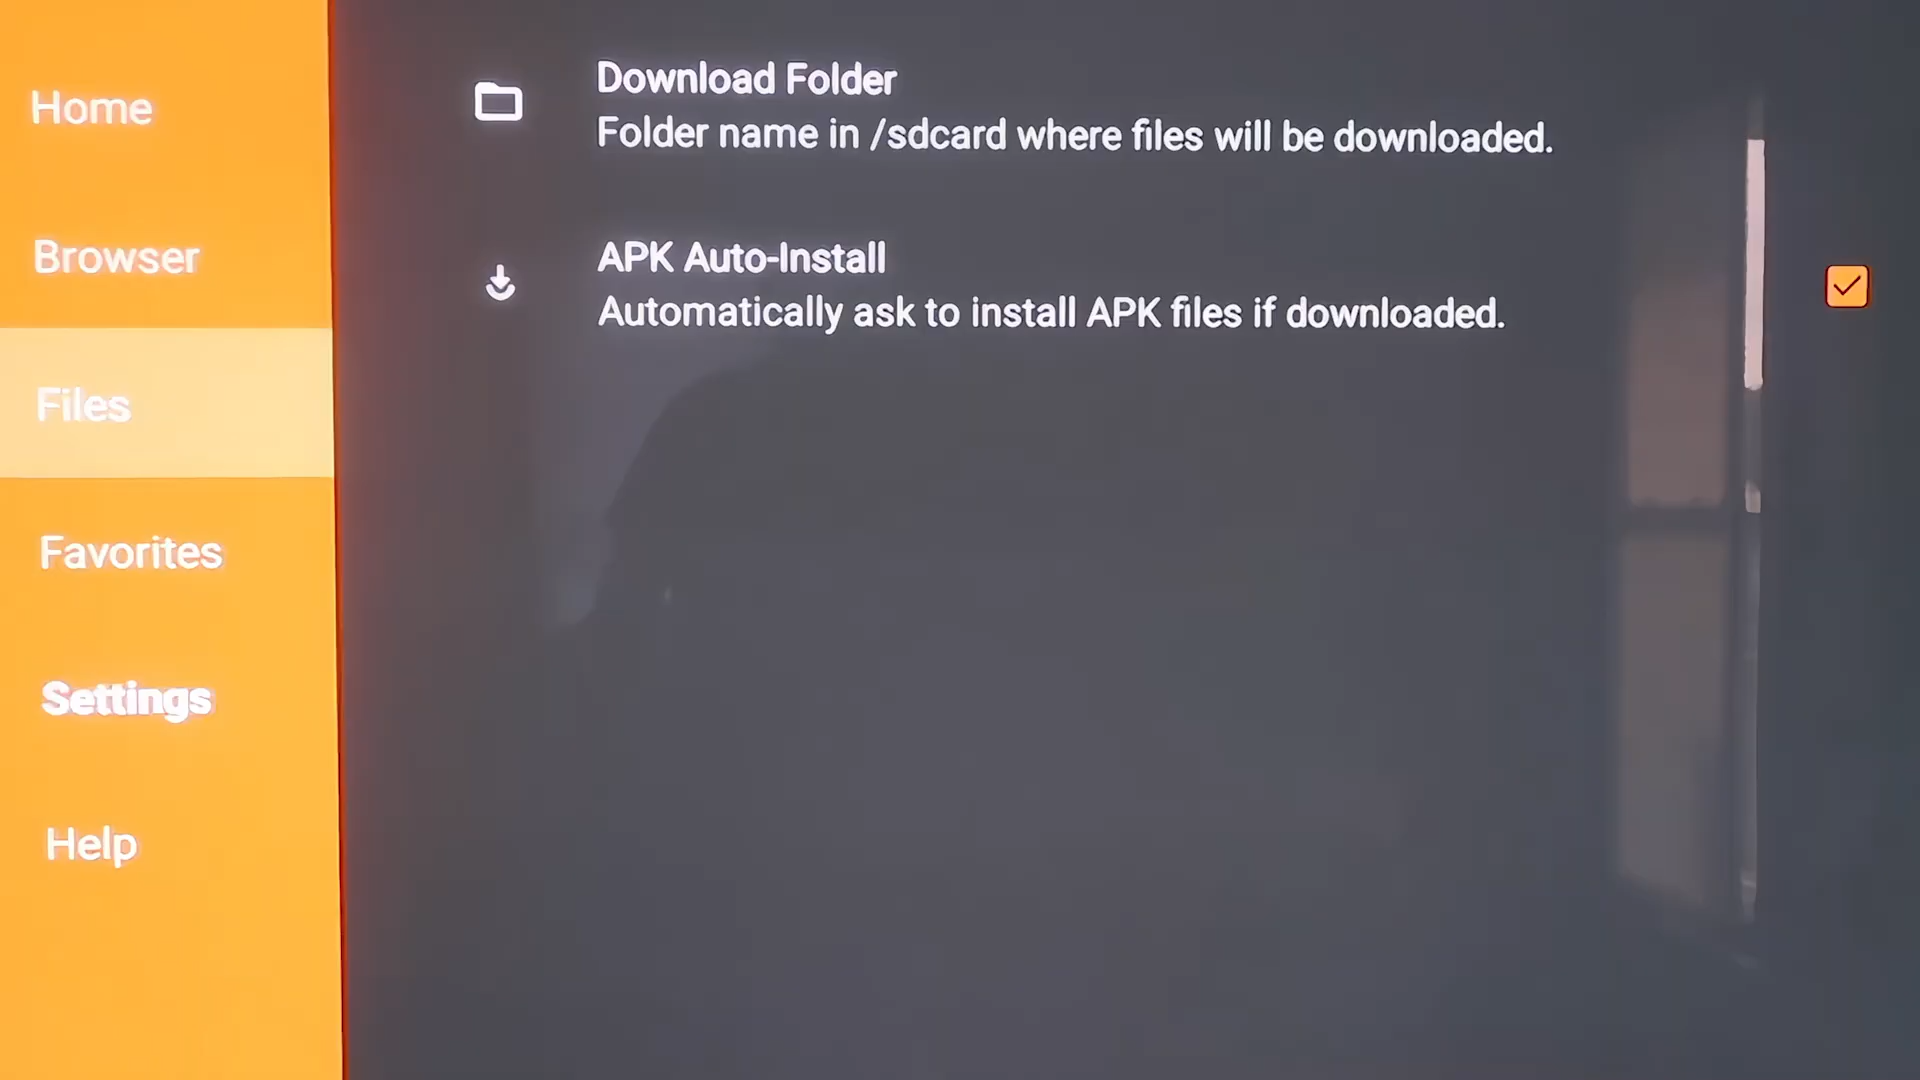 Home
Browser
Files
Favorites
Settings
Help
Download Folder
Folder name in /sdcard where files will be downloaded.
APK Auto-Install
Automatically ask to install APK files if downloaded.